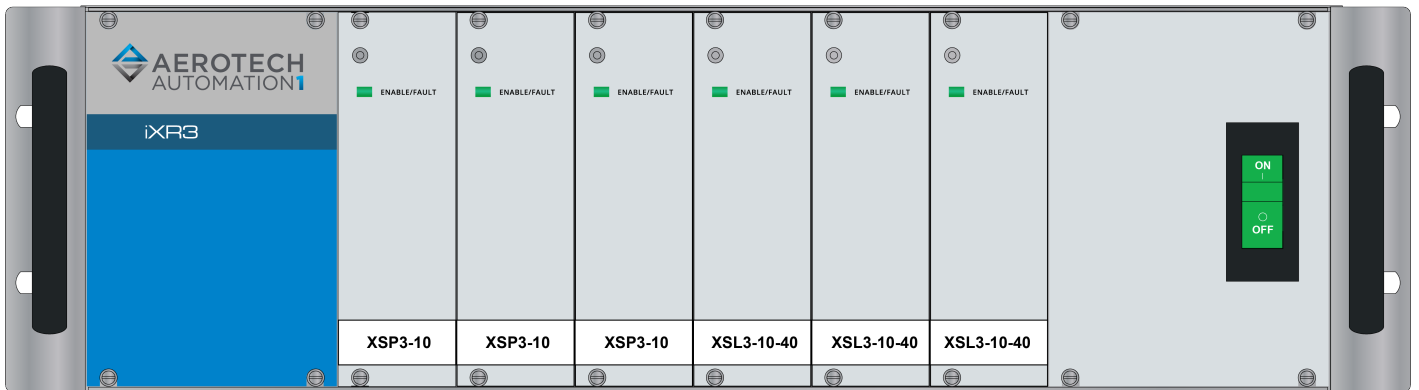 AEROTECH
AUTOMATION1
iXR3
ENABLE/FAULT
ENABLE/FAULT
ENABLE/FAULT
ENABLE/FAULT
ENABLE/FAULT
ENABLE/FAULT
ON
OFF
XSP3-10
XSP3-10
XSP3-10
XSL3-10-40
XSL3-10-40
XSL3-10-40